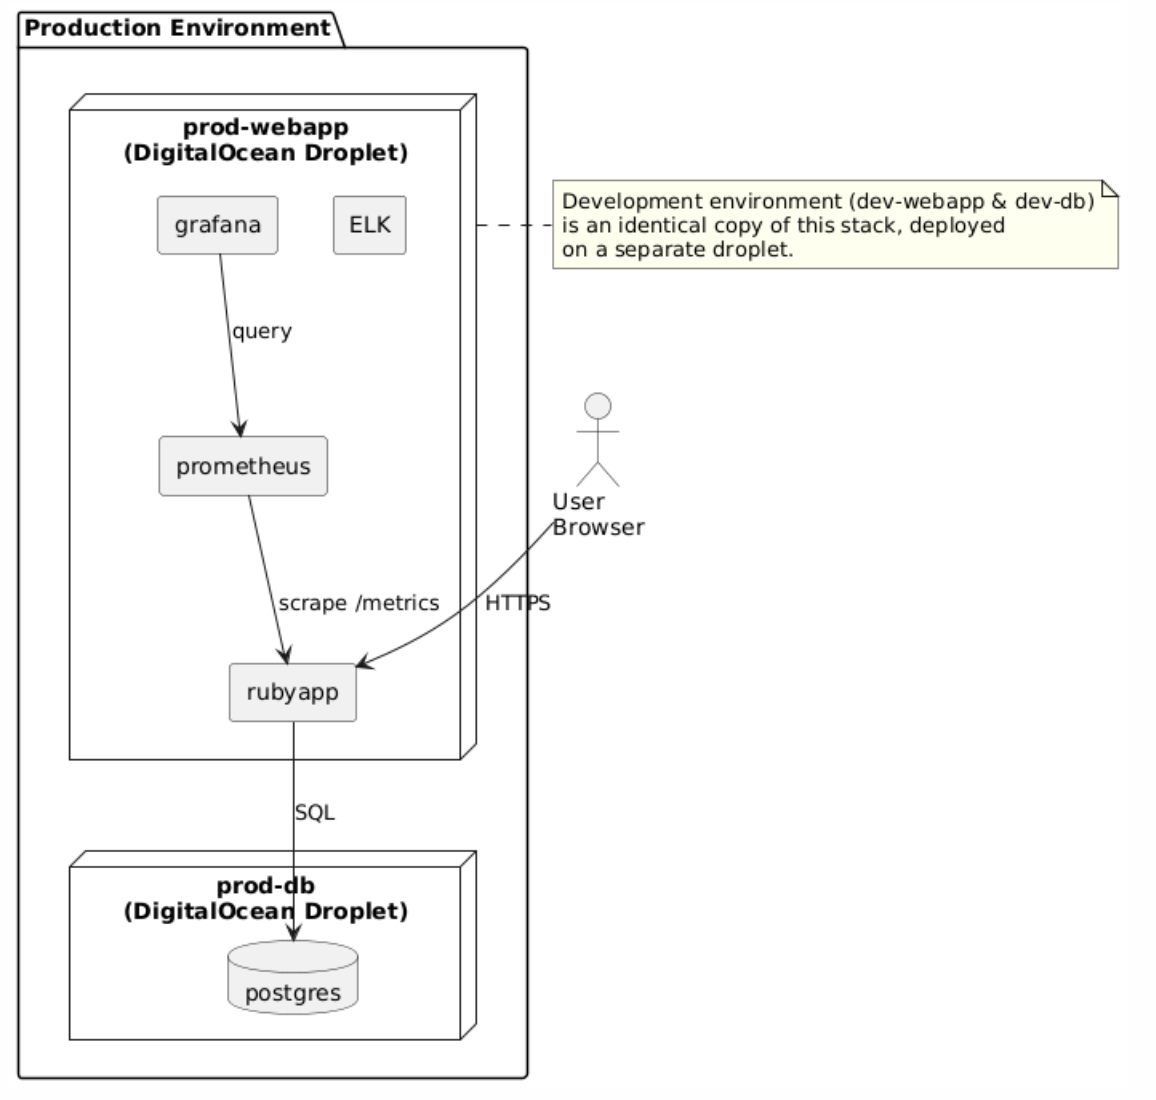 Production Environment
prod-webapp
(DigitalOcean Droplet)
grafana
ELK
Development environment (dev-webapp & dev-db)
is an identical copy of this stack, deployed
on a separate droplet.
query
prometheus
User
Browser
scrape /metrics
HTTPS
rubyapp
SQL
prod-db
(DigitalOcean Droplet)
postgres